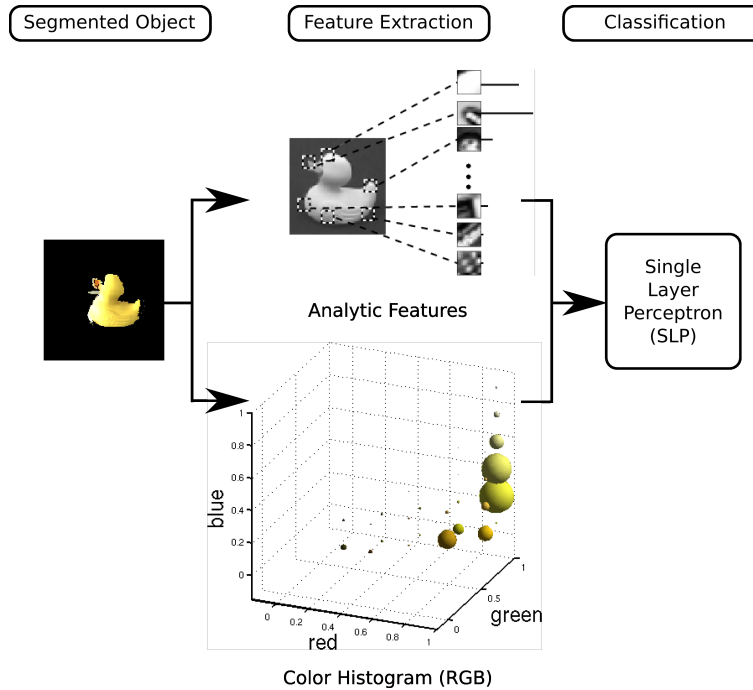 Segmented Object
Feature Extraction
Classification
Analytic Features
Single
Layer
Perceptron
(SLP)
1
0.8
0.6
0.4
0.2
0
blue
0
0.2
0.4
0.6
0.8
1
red
0
0.5
1
green
Color Histogram (RGB)